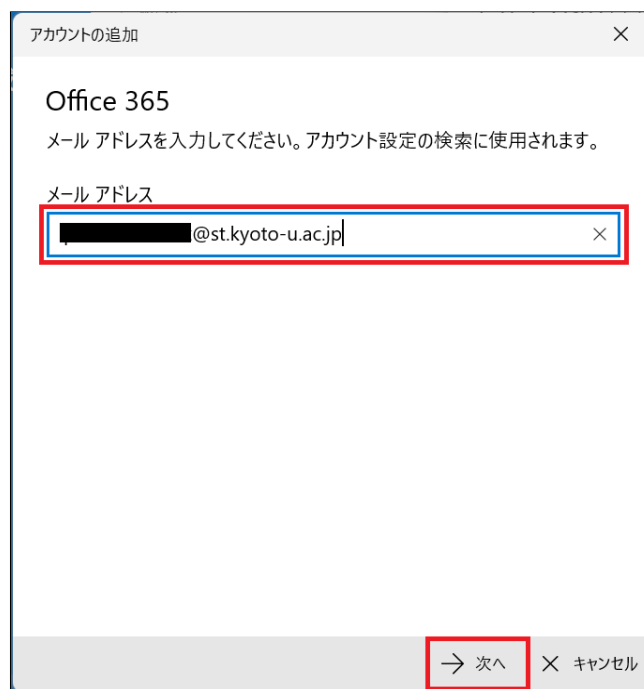 アカウントの追加
Office 365
メール アドレスを入力してください。アカウント設定の検索に使用されます。
メール アドレス
@st.kyoto-u.ac.jp
次へ
キャンセル